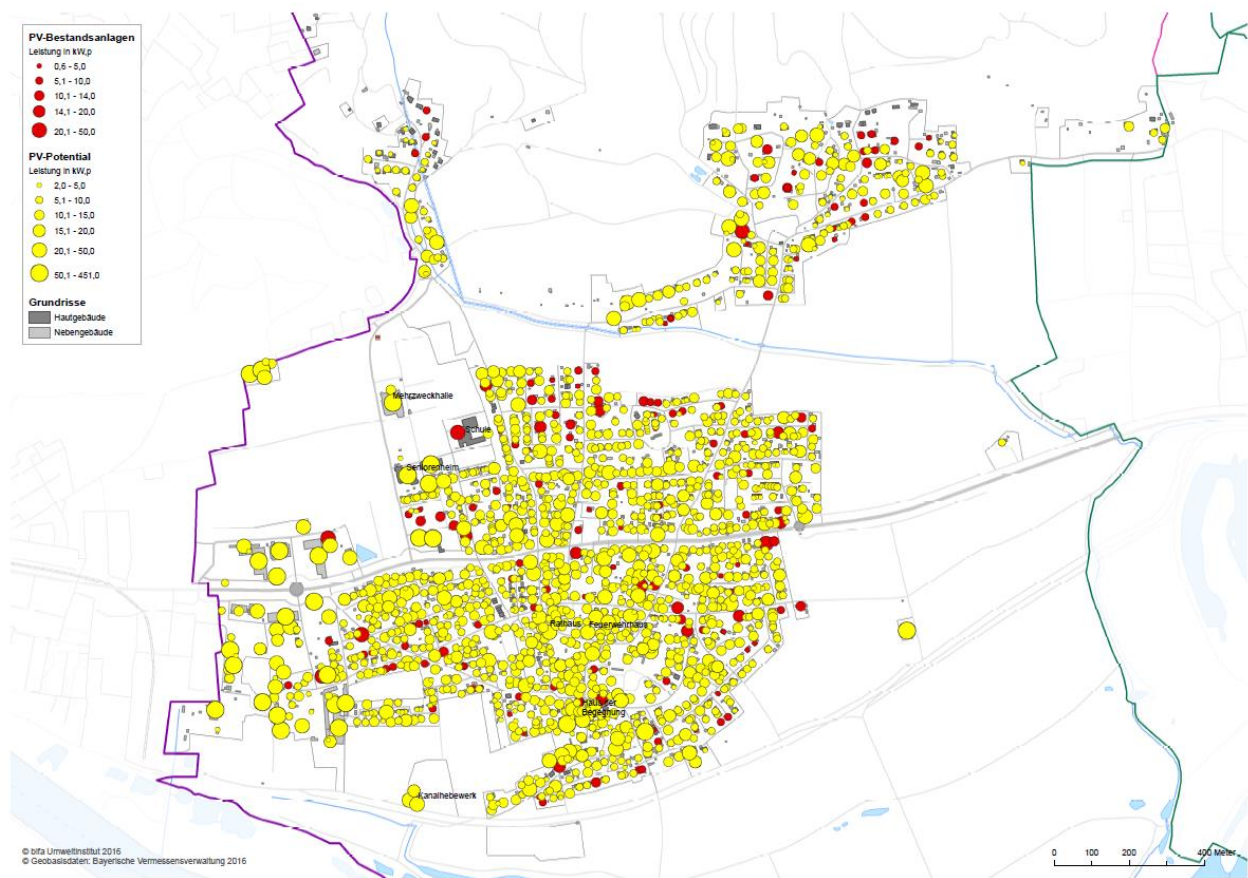 PV-Bestandsanlagen
Leistung in kW,p
0,6 - 5,0
5,1 - 10,0
10,1 - 14,0
14,1 - 20,0
20,1 - 50,0
PV-Potential
Leistung in kW,p
2,0 - 5,0
5,1 - 10,0
10,1 - 15,0
15,1 - 20,0
20,1 - 50,0
50,1 - 451,0
Grundrisse
Hautgebäude
Nebengebäude
Mehrzweckhalle
Schule
Seniorenheim
Rathaus
Feuerwehrhaus
Haus der
Begegnung
Kanalhebewerk
© bifa Umweltinstitut 2016
© Geobasisdaten: Bayerische Vermessensverwaltung 2016
0 100 200 400 Meter